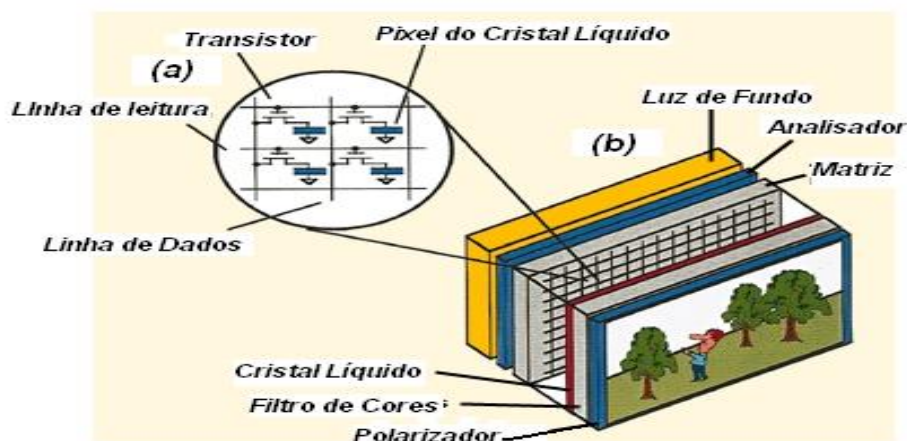 Transistor
Pixel do Cristal Líquido
(a)
Linha de leitura
Luz de Fundo
Analisador
(b)
Matriz
Linha de Dados
Cristal Líquido
Filtro de Cores
Polarizador